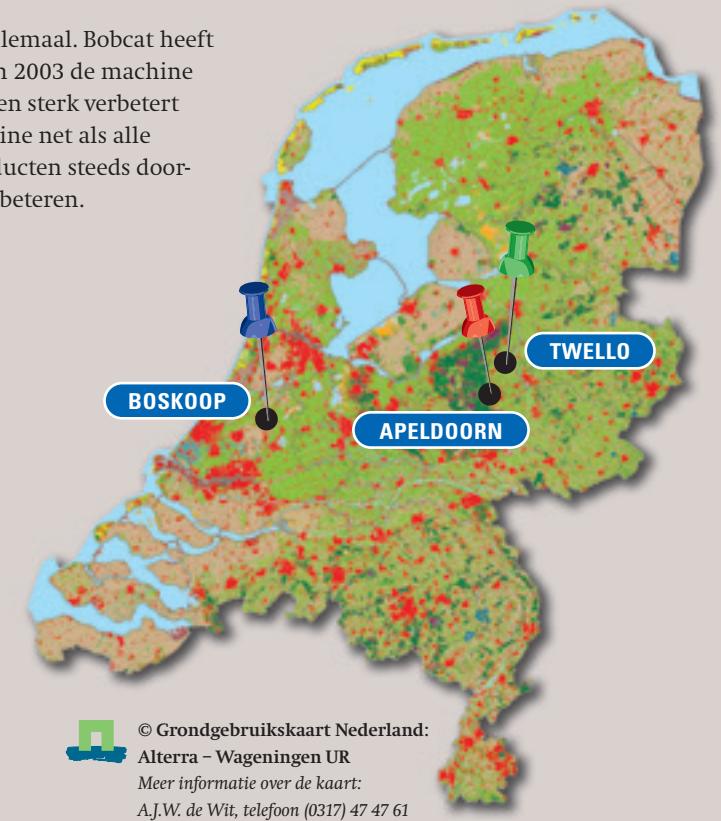 lemaal. Bobcat heeft
n 2003 de machine
en sterk verbetert
ine net als alle
lucten steeds door-
beteren.
TWELLO
BOSKOOP
APELDOORN
© Grondgebruikskaart Nederland:
Alterra – Wageningen UR
Meer informatie over de kaart:
A.J.W. de Wit, telefoon (0317) 47 47 61